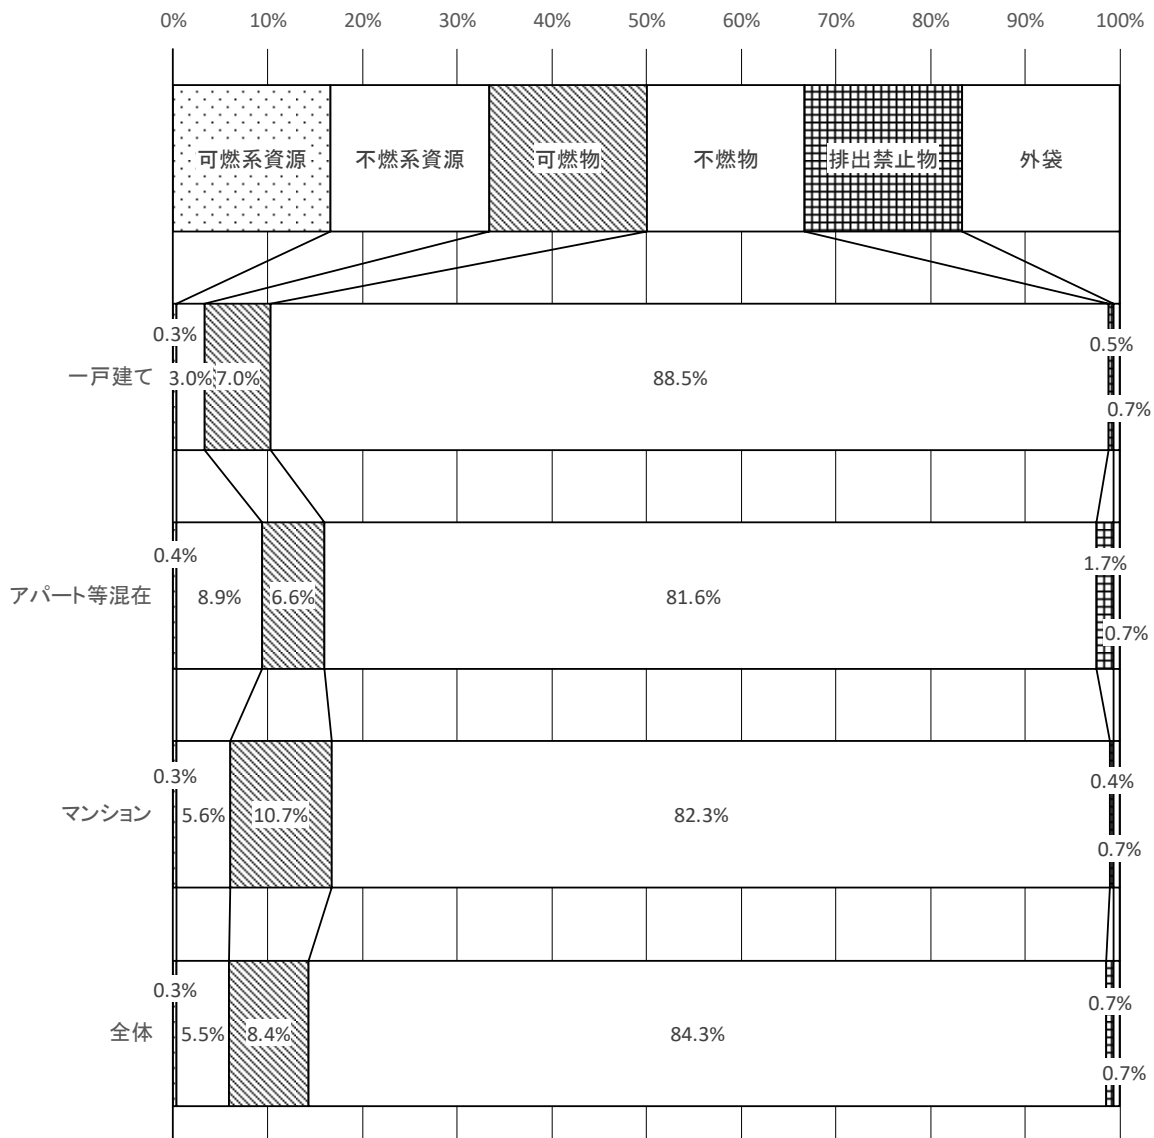 0% 10% 20% 30% 40% 50% 60% 70% 80% 90% 100%
可燃系資源 不燃系資源 可燃物 不燃物 排出禁止物 外袋
0.3%
0.5%
一戸建て 3.0% 7.0% 88.5%
0.7%
0.4%
1.7%
アパート等混在 8.9% 6.6% 81.6%
0.7%
0.3%
0.4%
マンション 5.6% 10.7% 82.3%
0.7%
0.3%
0.7%
全体 5.5% 8.4% 84.3%
0.7%